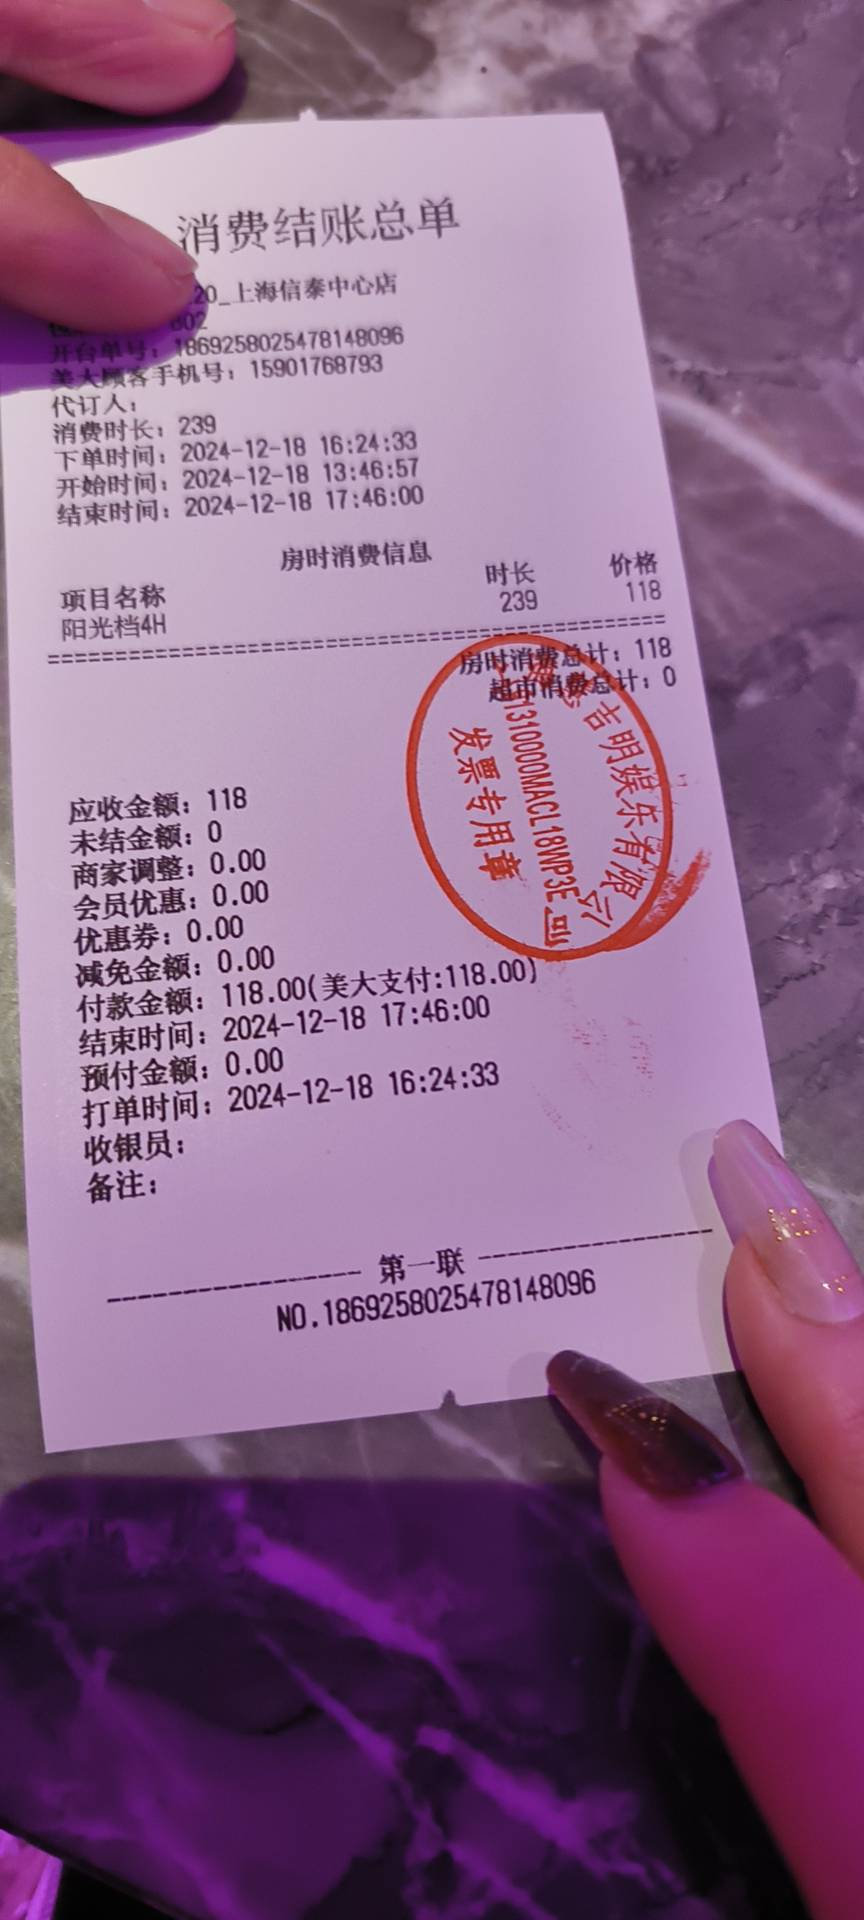 消费结账总单
20_上海信泰中心店
802
开台单号：1869258025478148096
美大顾客手机号：15901768793
代订人：
消费时长：239
下单时间：2024-12-18 16:24:33
开始时间：2024-12-18 13:46:57
结束时间：2024-12-18 17:46:00
房时消费信息
项目名称 时长 价格
阳光档4H 239 118
房时消费总计：118
超市消费总计：0
吉明娱乐有限公司
1310000MACL18WP3E
发票专用章
应收金额：118
未结金额：0
商家调整：0.00
会员优惠：0.00
优惠券：0.00
减免金额：0.00
付款金额：118.00(美大支付:118.00)
结束时间：2024-12-18 17:46:00
预付金额：0.00
打单时间：2024-12-18 16:24:33
收银员：
备注：
第一联
NO.1869258025478148096